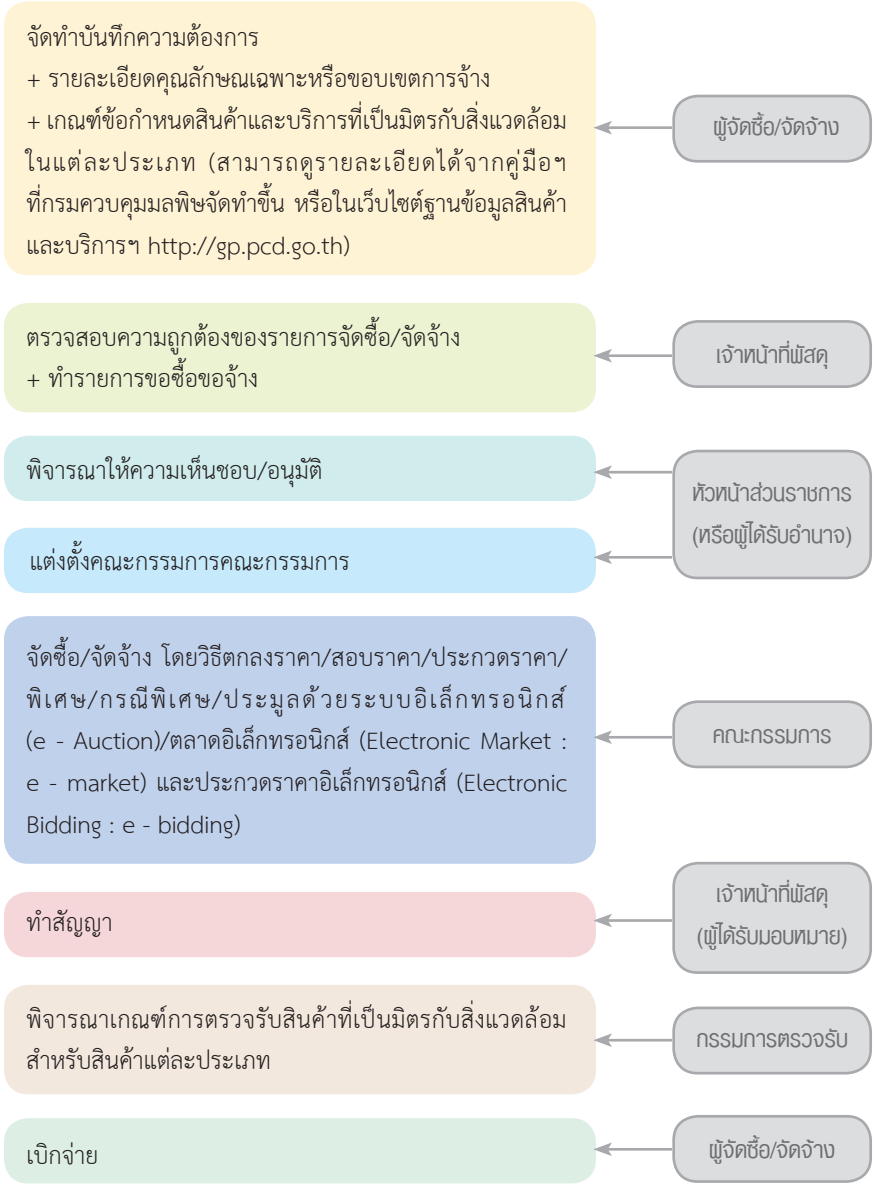 จัดทำบันทึกความต้องการ
+ รายละเอียดคุณลักษณเฉพาะหรือขอบเขตการจ้าง
+ เกณฑ์ข้อกำหนดสินค้าและบริการที่เป็นมิตรกับสิ่งแวดล้อม
ในแต่ละประเภท (สามารถดูรายละเอียดได้จากคู่มือฯ
ที่กรมควบคุมมลพิษจัดทำขึ้น หรือในเว็บไซต์ฐานข้อมูลสินค้า
และบริการฯ http://gp.pcd.go.th)
ผู้จัดซื้อ/จัดจ้าง
ตรวจสอบความถูกต้องของรายการจัดซื้อ/จัดจ้าง
+ ทำรายการขอซื้อขอจ้าง
เจ้าหน้าที่พัสดุ
พิจารณาให้ความเห็นชอบ/อนุมัติ
แต่งตั้งคณะกรรมการคณะกรรมการ
หัวหน้าส่วนราชการ
(หรือผู้ได้รับอำนาจ)
จัดซื้อ/จัดจ้าง โดยวิธีตกลงราคา/สอบราคา/ประกวดราคา/
พิเศษ/กรณีพิเศษ/ประมูลด้วยระบบอิเล็กทรอนิกส์
(e - Auction)/ตลาดอิเล็กทรอนิกส์ (Electronic Market :
e - market) และประกวดราคาอิเล็กทรอนิกส์ (Electronic
Bidding : e - bidding)
คณะกรรมการ
ทำสัญญา
เจ้าหน้าที่พัสดุ
(ผู้ได้รับมอบหมาย)
พิจารณาเกณฑ์การตรวจรับสินค้าที่เป็นมิตรกับสิ่งแวดล้อม
สำหรับสินค้าแต่ละประเภท
กรรมการตรวจรับ
เบิกจ่าย
ผู้จัดซื้อ/จัดจ้าง